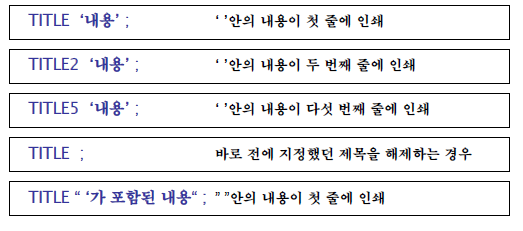 TITLE ‘내용’ ; ‘ ’안의 내용이 첫 줄에 인쇄
TITLE2 ‘내용’ ; ‘ ’안의 내용이 두 번째 줄에 인쇄
TITLE5 ‘내용’ ; ‘ ’안의 내용이 다섯 번째 줄에 인쇄
TITLE ; 바로 전에 지정했던 제목을 해제하는 경우
TITLE “ ‘가 포함된 내용“ ; ” ”안의 내용이 첫 줄에 인쇄